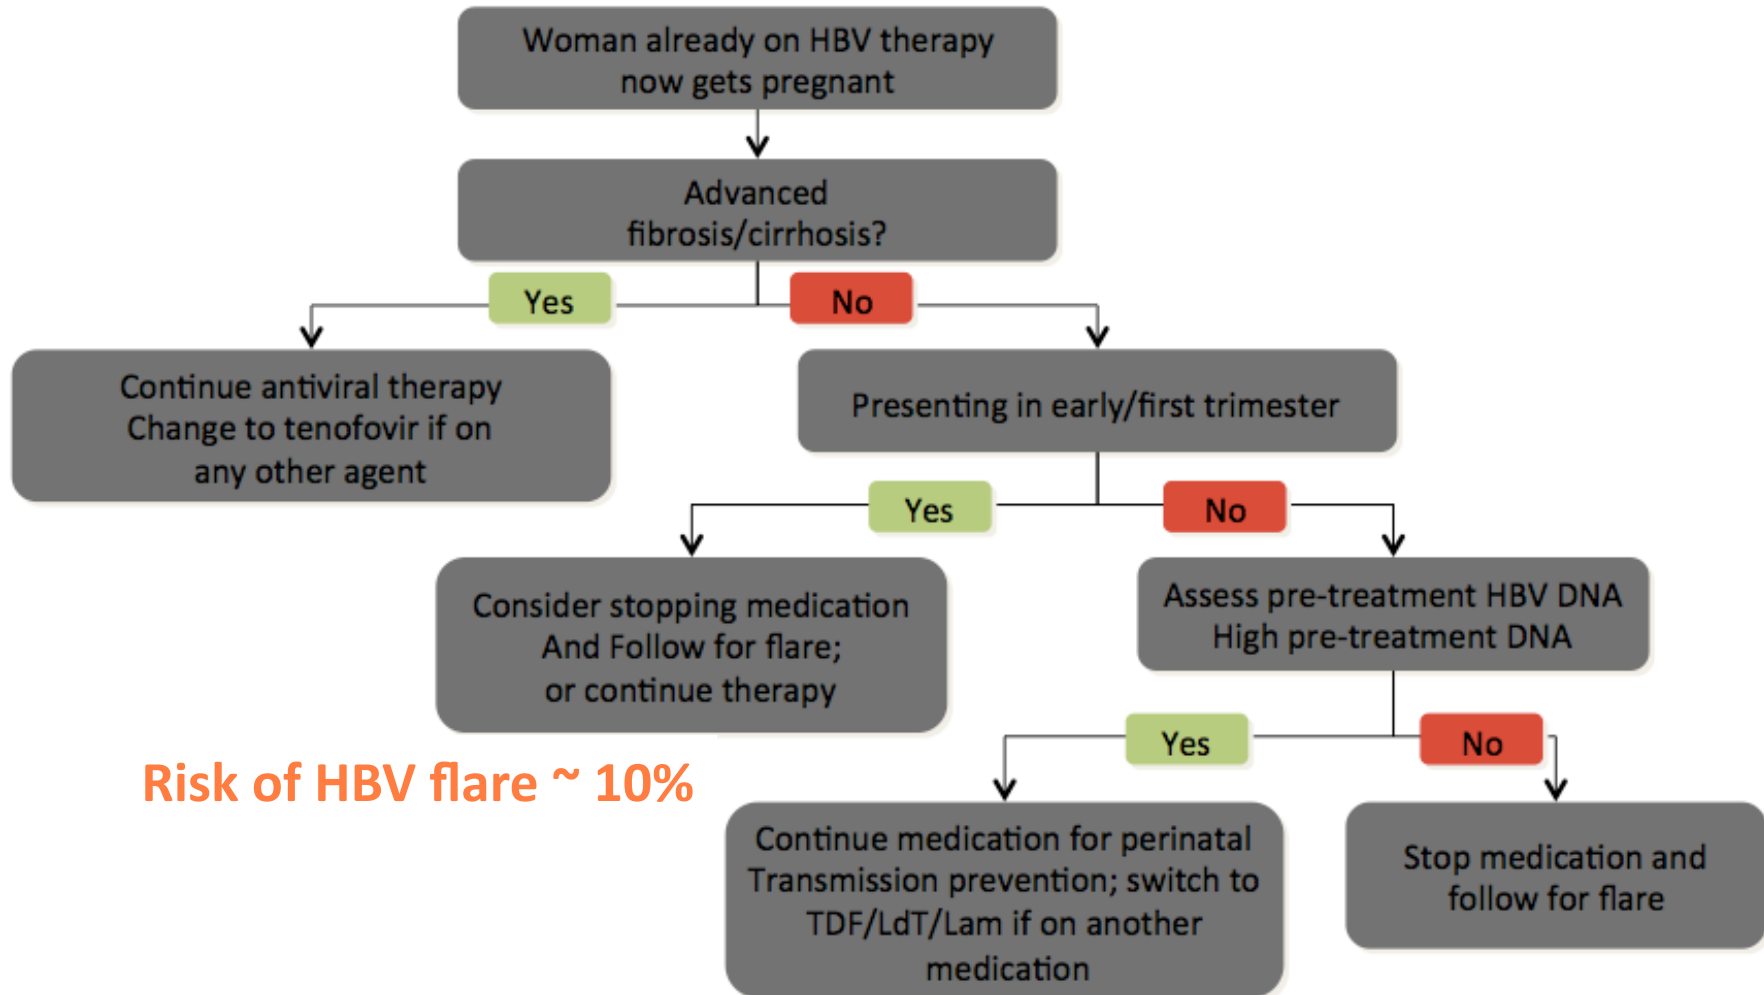 Woman already on HBV therapy
now gets pregnant
Advanced
fibrosis/cirrhosis?
Yes
No
Continue antiviral therapy
Change to tenofovir if on
any other agent
Presenting in early/first trimester
Yes
No
Consider stopping medication
And Follow for flare;
or continue therapy
Assess pre-treatment HBV DNA
High pre-treatment DNA
Risk of HBV flare ~ 10%
Yes
No
Continue medication for perinatal
Transmission prevention; switch to
TDF/LdT/Lam if on another
medication
Stop medication and
follow for flare